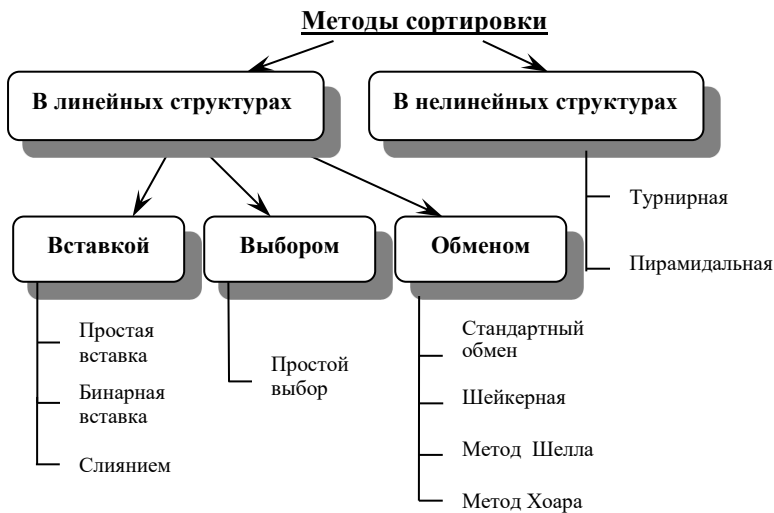 Методы сортировки
В линейных структурах
В нелинейных структурах
Турнирная
Пирамидальная
Вставкой
Выбором
Обменом
Простая
вставка
Бинарная
вставка
Слиянием
Простой
выбор
Стандартный
обмен
Шейкерная
Метод Шелла
Метод Хоара